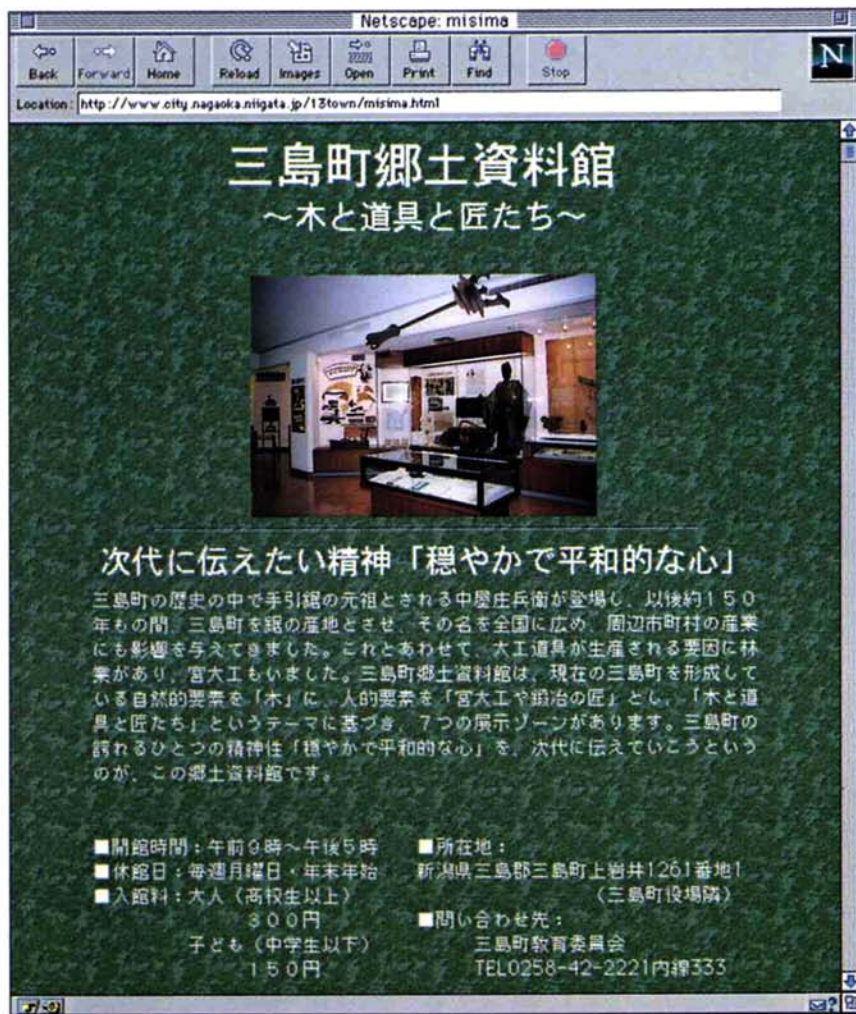 Netscape: misima
Back Forward Home Reload Images Open Print Find Stop
N
Location: http://www.city.nagaoka.niigata.jp/13town/misima.html
三島町郷土資料館
～木と道具と匠たち～
次代に伝えたい精神「穏やかで平和的な心」
三島町の歴史の中で手引鋸の元祖とされる中屋庄兵衛が登場し、以後約１５０
年もの間、三島町を鋸の産地とさせ、その名を全国に広め、周辺市町村の産業
にも影響を与えてきました。これとあわせて、大工道具が生産される要因に林
業があり、宮大工もいました。三島町郷土資料館は、現在の三島町を形成して
いる自然的要素を「木」に、人的要素を「宮大工や鍛冶の匠」とし、「木と道
具と匠たち」というテーマに基づき、７つの展示ゾーンがあります。三島町の
誇れるひとつの精神性「穏やかで平和的な心」を、次代に伝えていこうという
のが、この郷土資料館です。
■開館時間：午前９時～午後５時
■休館日：毎週月曜日・年末年始
■入館料：大人（高校生以上）
３００円
子ども（中学生以下）
１５０円
■所在地：
新潟県三島郡三島町上岩井1261番地1
（三島町役場隣）
■問い合わせ先：
三島町教育委員会
TEL0258-42-2221内線333